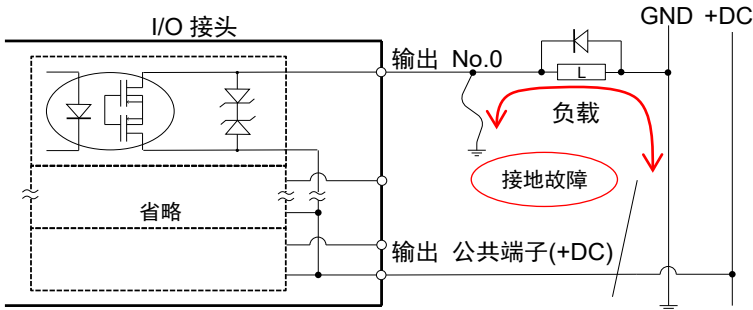 I/O 接头
GND +DC
输出 No.0
L
负载
接地故障
省略
输出 公共端子(+DC)